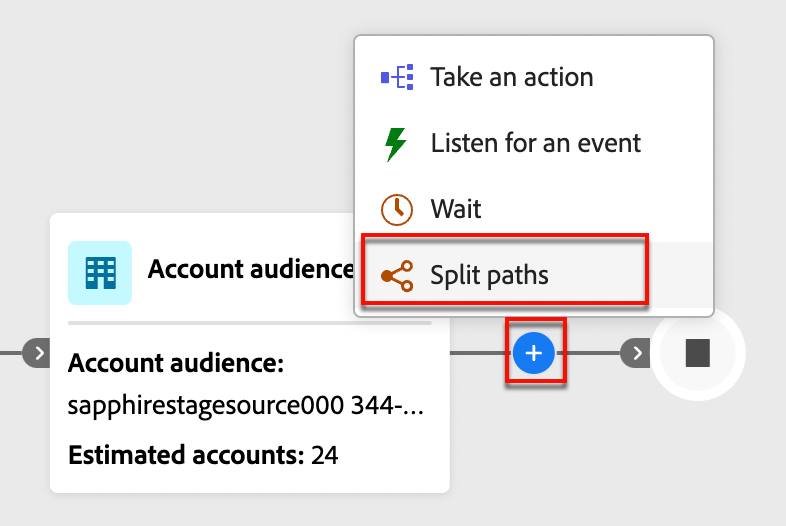 Take an action
Listen for an event
Wait
Split paths
Account audience
Account audience:
sapphirestagesource000 344-...
Estimated accounts: 24